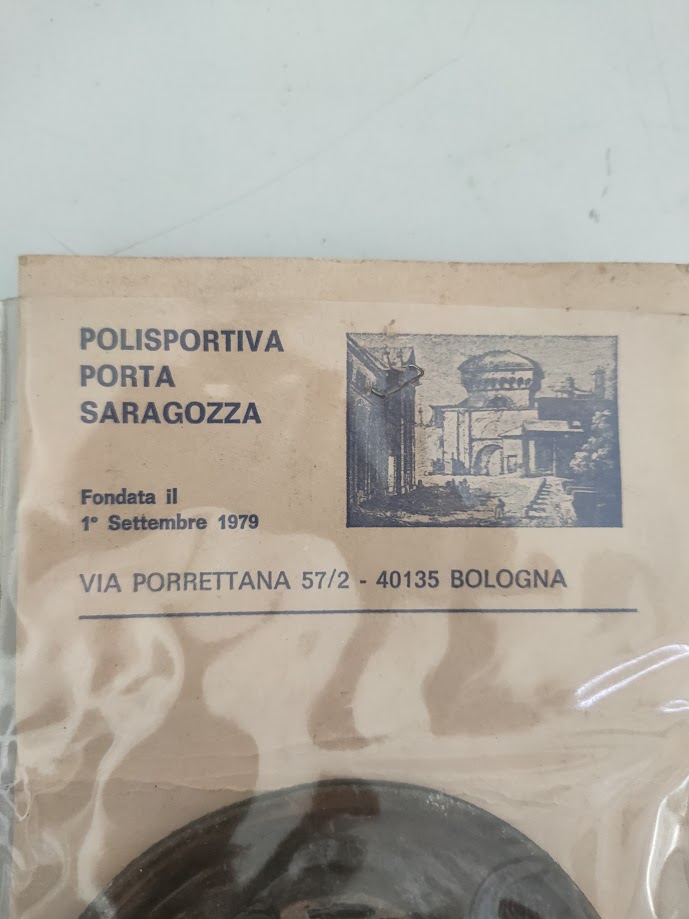 POLISPORTIVA
PORTA
SARAGOZZA
Fondata il
1° Settembre 1979
VIA PORRETTANA 57/2 - 40135 BOLOGNA